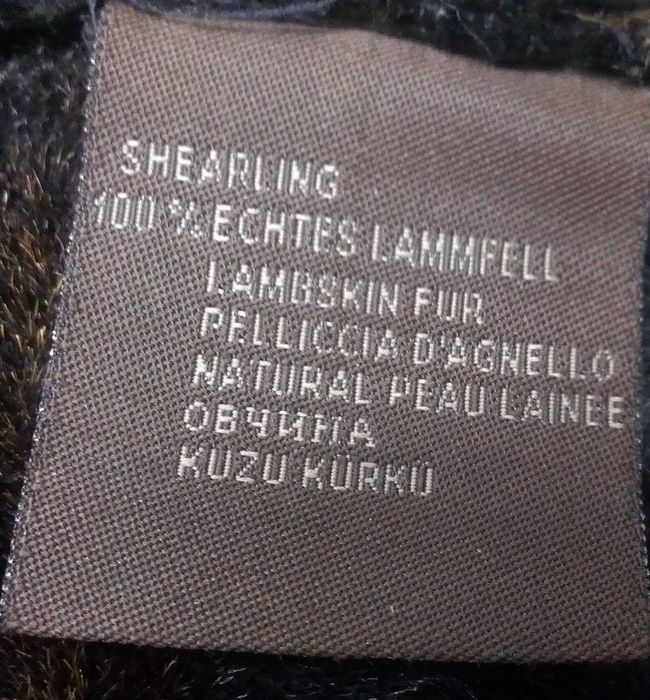 SHEARLING
100 % ECHTES LAMMFELL
LAMBSKIN FUR
PELLICCIA D'AGNELLO
NATURAL PEAU LAINEE
ОВЧИНА
KUZU KÜRKÜ